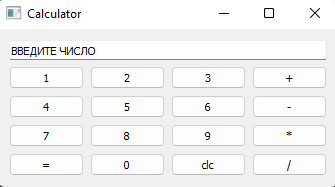 Calculator
ВВЕДИТЕ ЧИСЛО
1 2 3 +
4 5 6 -
7 8 9 *
= 0 clc /